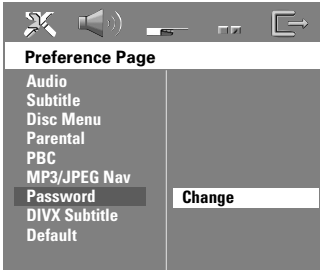 Preference Page
Audio
Subtitle
Disc Menu
Parental
PBC
MP3/JPEG Nav
Password
Change
DIVX Subtitle
Default